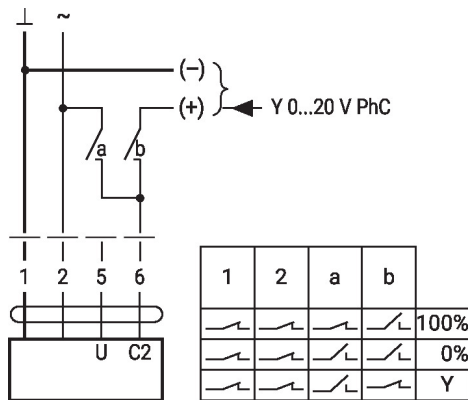 ⊥ ~
(−)
(+) Y 0...20 V PhC
a b
1 2 5 6
U C2
1 2 a b
100%
0%
Y